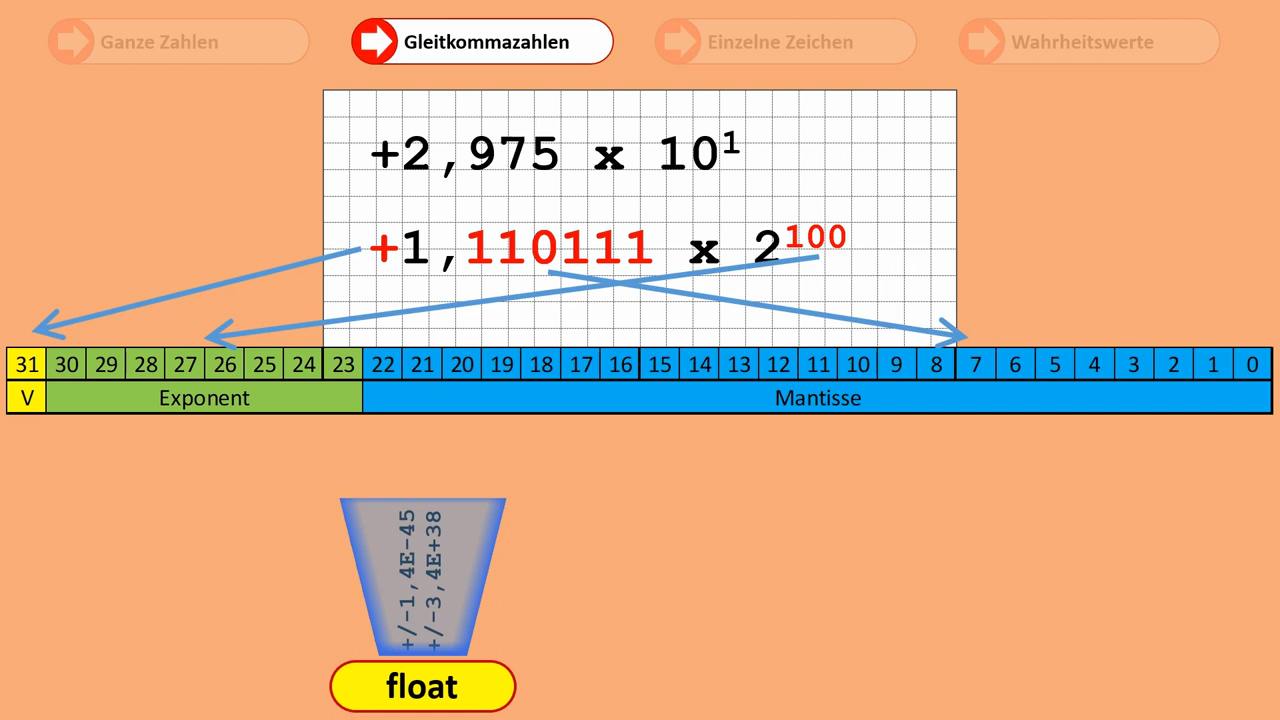 Ganze Zahlen
Gleitkommazahlen
Einzelne Zeichen
Wahrheitswerte
+2,975 x 10¹
+1,110111 x 2¹⁰⁰
31 30 29 28 27 26 25 24 23 22 21 20 19 18 17 16 15 14 13 12 11 10 9 8 7 6 5 4 3 2 1 0
V Exponent Mantisse
+/-1,4E-45
+/-3,4E+38
float